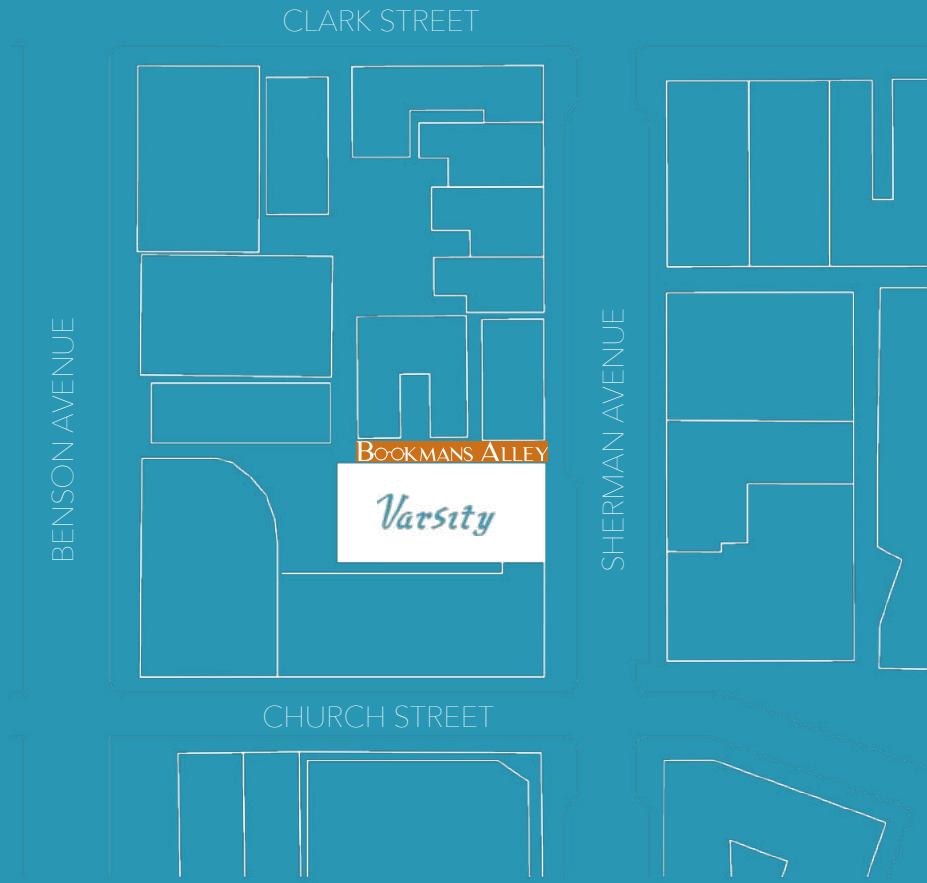 CLARK STREET
BENSON AVENUE
SHERMAN AVENUE
BOOKMANS ALLEY
Varsity
CHURCH STREET